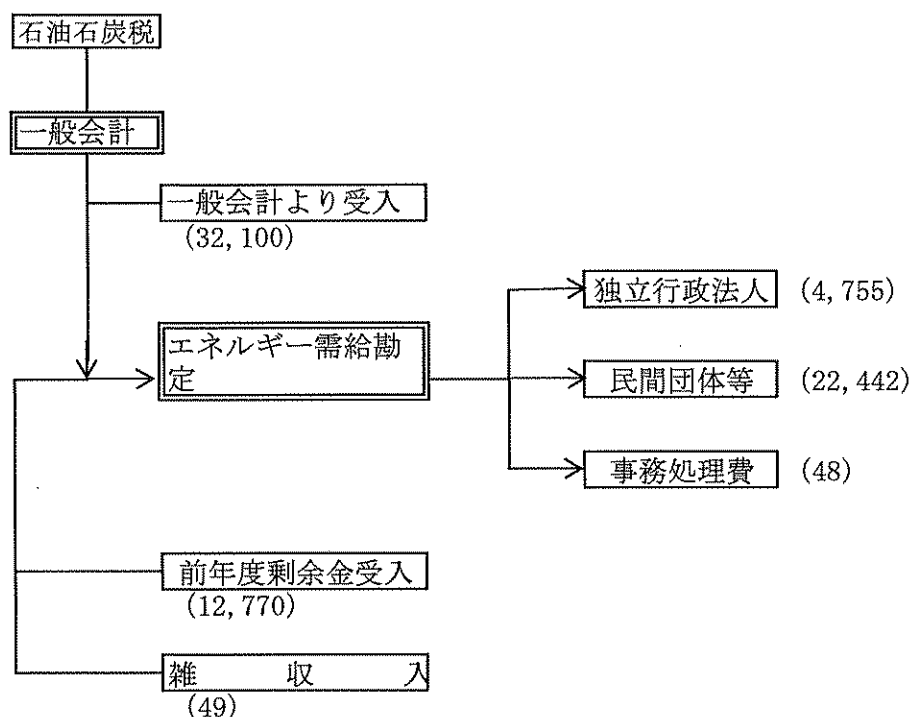 石油石炭税
一般会計
一般会計より受入
(32,100)
エネルギー需給勘
定
独立行政法人 (4,755)
民間団体等 (22,442)
事務処理費 (48)
前年度剰余金受入
(12,770)
雑収入
(49)